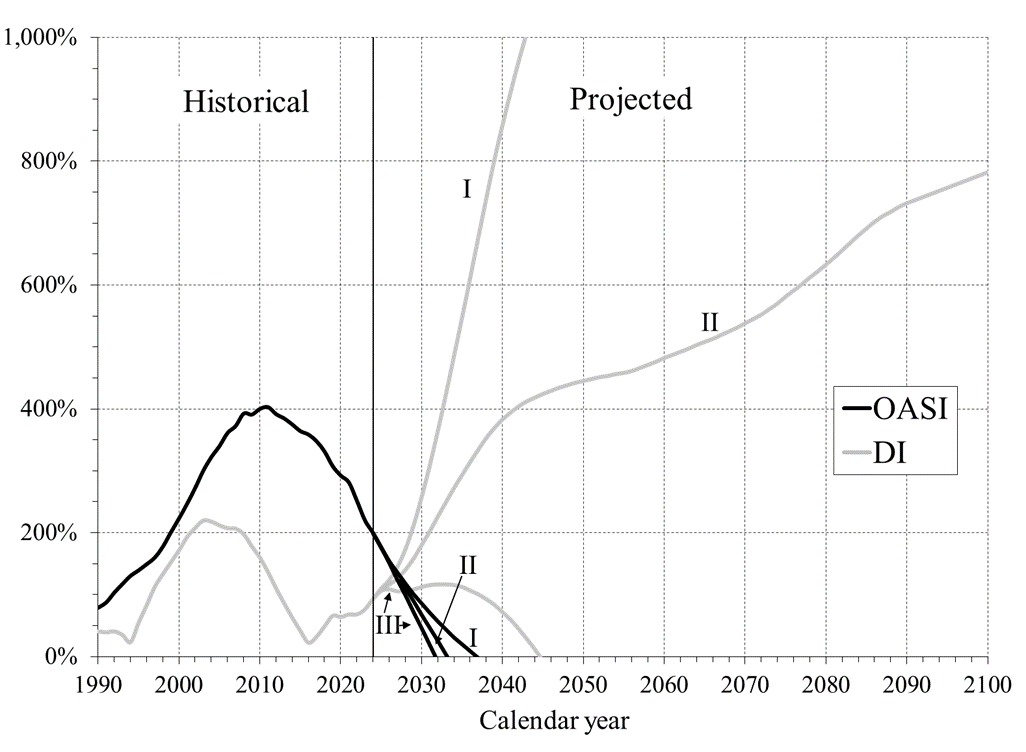 1,000%
Historical
Projected
800%
I
600%
II
400%
OASI
DI
200%
II
III
I
0%
1990 2000 2010 2020 2030 2040 2050 2060 2070 2080 2090 2100
Calendar year